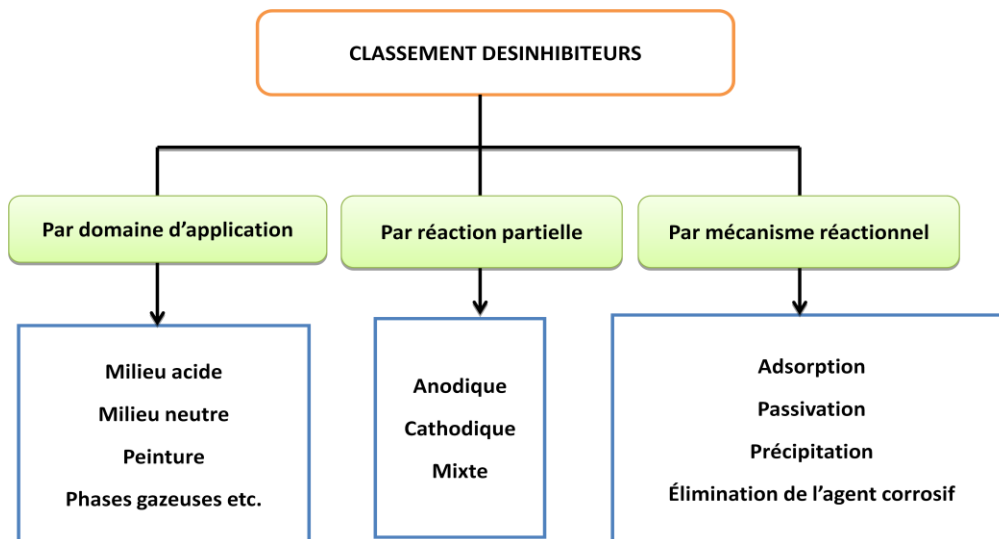 CLASSEMENT DESINHIBITEURS
Par domaine d’application
Par réaction partielle
Par mécanisme réactionnel
Milieu acide
Milieu neutre
Peinture
Phases gazeuses etc.
Anodique
Cathodique
Mixte
Adsorption
Passivation
Précipitation
Élimination de l’agent corrosif